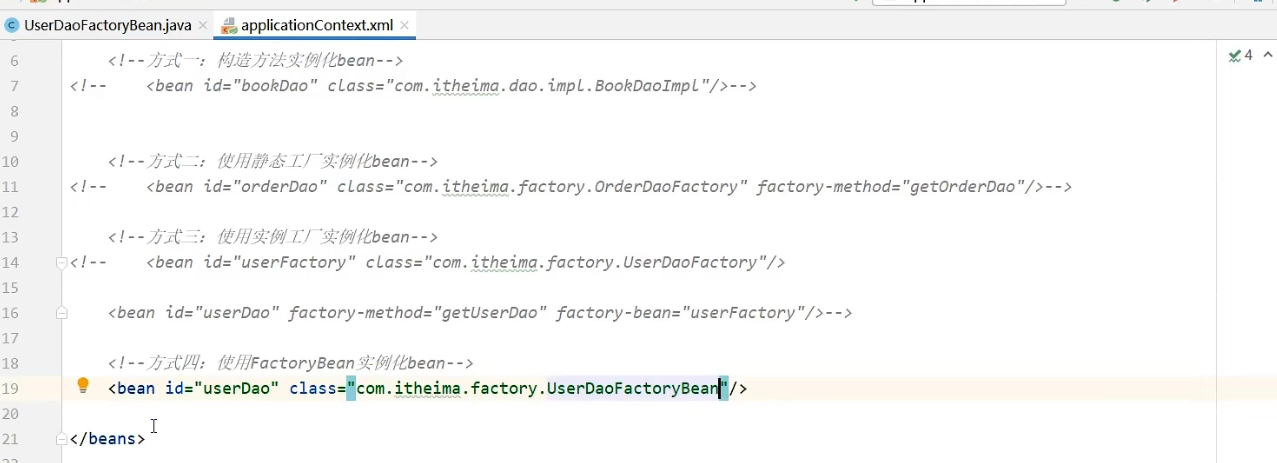 UserDaoFactoryBean.java applicationContext.xml
4
6 <!--方式一：构造方法实例化bean-->
7 <!-- <bean id="bookDao" class="com.itheima.dao.impl.BookDaoImpl"/>-->
8
9
10 <!--方式二：使用静态工厂实例化bean-->
11 <!-- <bean id="orderDao" class="com.itheima.factory.OrderDaoFactory" factory-method="getOrderDao"/>-->
12
13 <!--方式三：使用实例工厂实例化bean-->
14 <!-- <bean id="userFactory" class="com.itheima.factory.UserDaoFactory"/>
15
16 <bean id="userDao" factory-method="getUserDao" factory-bean="userFactory"/>-->
17
18 <!--方式四：使用FactoryBean实例化bean-->
19 <bean id="userDao" class="com.itheima.factory.UserDaoFactoryBean"/>
20
21 </beans>